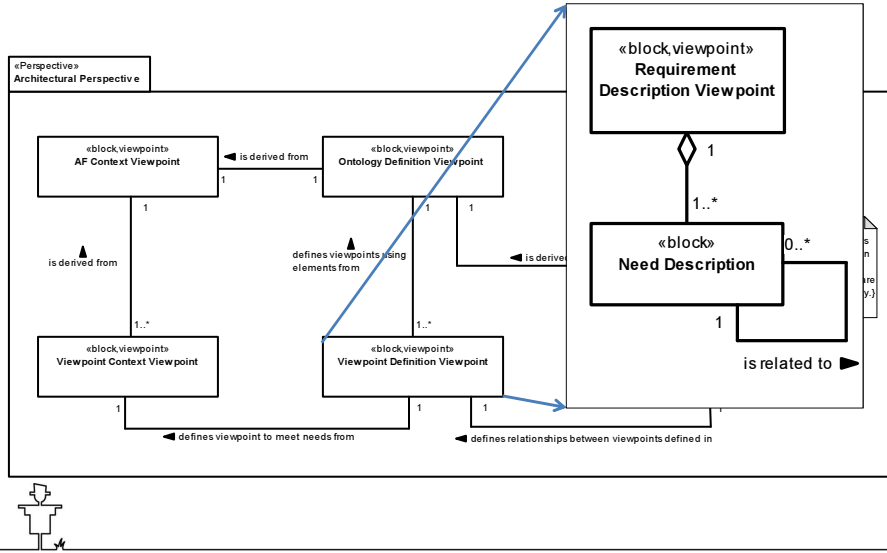 «Perspective»
Architectural Perspective
«block,viewpoint»
AF Context Viewpoint
is derived from
1
1
«block,viewpoint»
Ontology Definition Viewpoint
1
1
1
is derived from
defines viewpoints using
elements from
1..*
1..*
«block,viewpoint»
Viewpoint Context Viewpoint
«block,viewpoint»
Viewpoint Definition Viewpoint
1
1
1
defines viewpoint to meet needs from
defines relationships between viewpoints defined in
«block,viewpoint»
Requirement
Description Viewpoint
1
1..*
«block»
Need Description
0..*
1
is related to